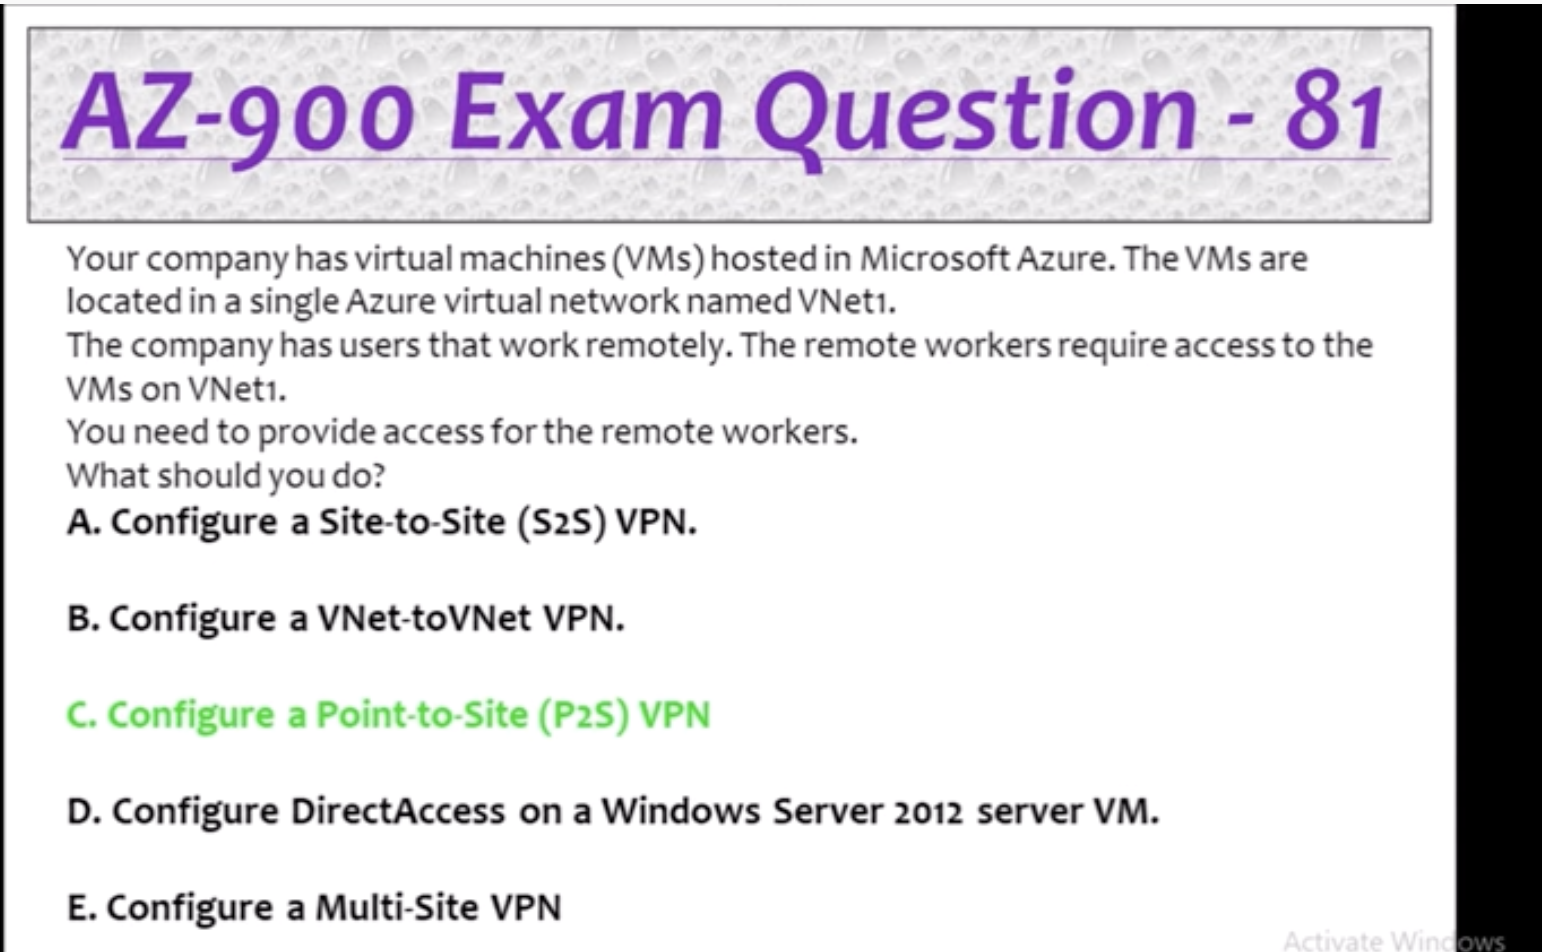 AZ-900 Exam Question - 81
Your company has virtual machines (VMs) hosted in Microsoft Azure. The VMs are
located in a single Azure virtual network named VNet1.
The company has users that work remotely. The remote workers require access to the
VMs on VNet1.
You need to provide access for the remote workers.
What should you do?
A. Configure a Site-to-Site (S2S) VPN.
B. Configure a VNet-toVNet VPN.
C. Configure a Point-to-Site (P2S) VPN
D. Configure DirectAccess on a Windows Server 2012 server VM.
E. Configure a Multi-Site VPN
Activate Windows